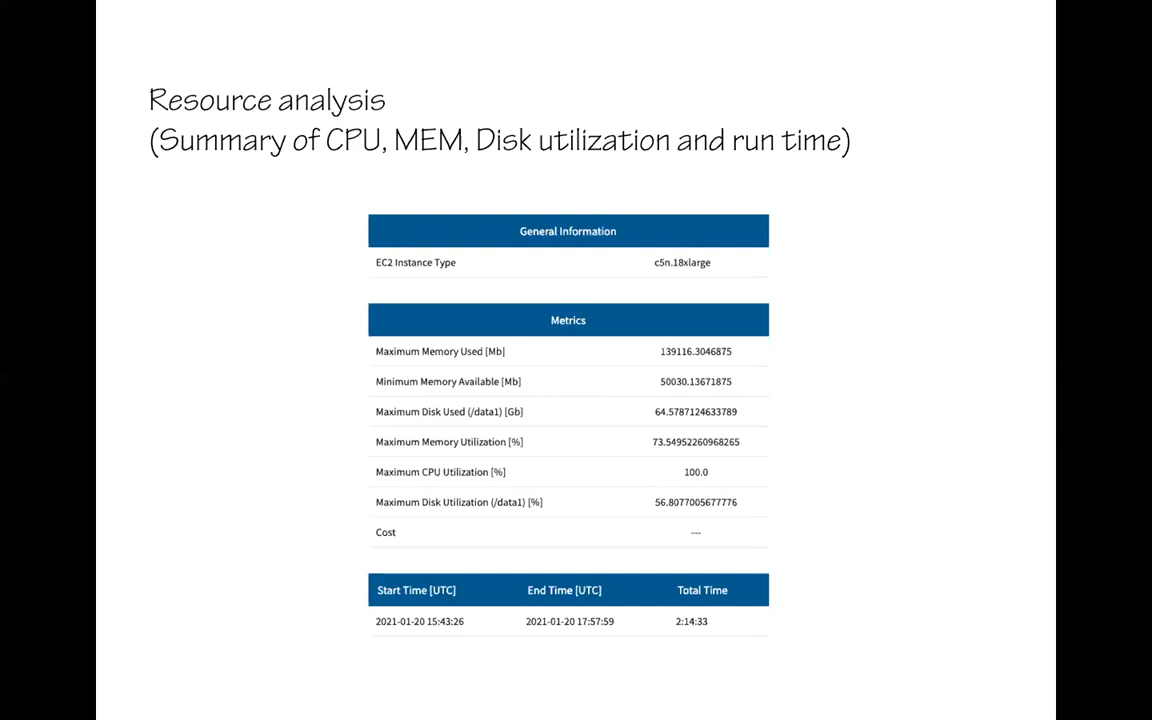 Resource analysis
(Summary of CPU, MEM, Disk utilization and run time)
General Information
EC2 Instance Type c5n.18xlarge
Metrics
Maximum Memory Used [Mb] 139116.3046875
Minimum Memory Available [Mb] 50030.13671875
Maximum Disk Used (/data1) [Gb] 64.5787124633789
Maximum Memory Utilization [%] 73.54952260968265
Maximum CPU Utilization [%] 100.0
Maximum Disk Utilization (/data1) [%] 56.8077005677776
Cost ---
Start Time [UTC] End Time [UTC] Total Time
2021-01-20 15:43:26 2021-01-20 17:57:59 2:14:33